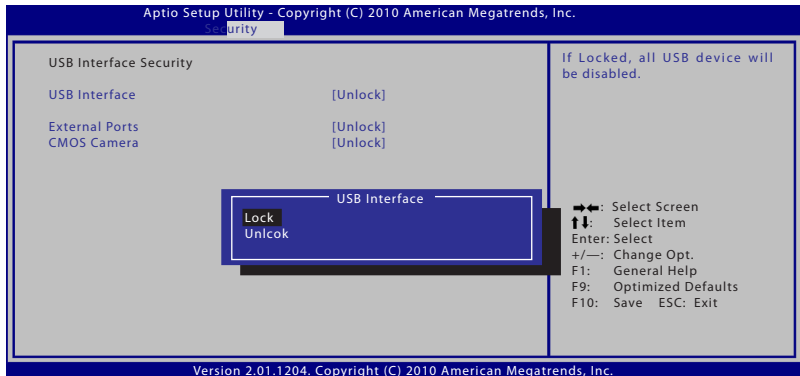 Aptio Setup Utility - Copyright (C) 2010 American Megatrends, Inc.
Security
USB Interface Security
USB Interface [Unlock]
External Ports [Unlock]
CMOS Camera [Unlock]
USB Interface
Lock
Unlcok
If Locked, all USB device will
be disabled.
→←: Select Screen
↑↓: Select Item
Enter: Select
+/—: Change Opt.
F1: General Help
F9: Optimized Defaults
F10: Save ESC: Exit
Version 2.01.1204. Copyright (C) 2010 American Megatrends, Inc.